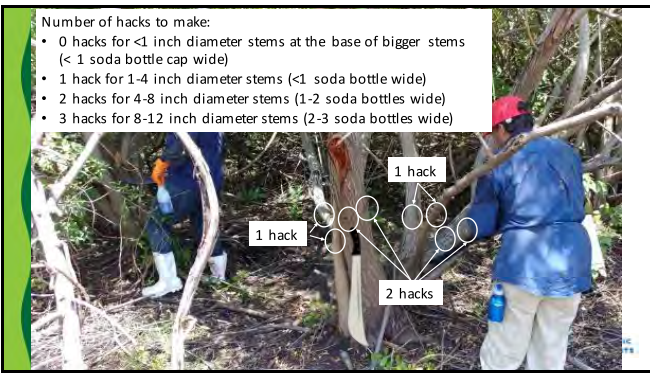 Number of hacks to make:
• 0 hacks for <1 inch diameter stems at the base of bigger stems
(< 1 soda bottle cap wide)
• 1 hack for 1-4 inch diameter stems (<1 soda bottle wide)
• 2 hacks for 4-8 inch diameter stems (1-2 soda bottles wide)
• 3 hacks for 8-12 inch diameter stems (2-3 soda bottles wide)
1 hack
1 hack
2 hacks